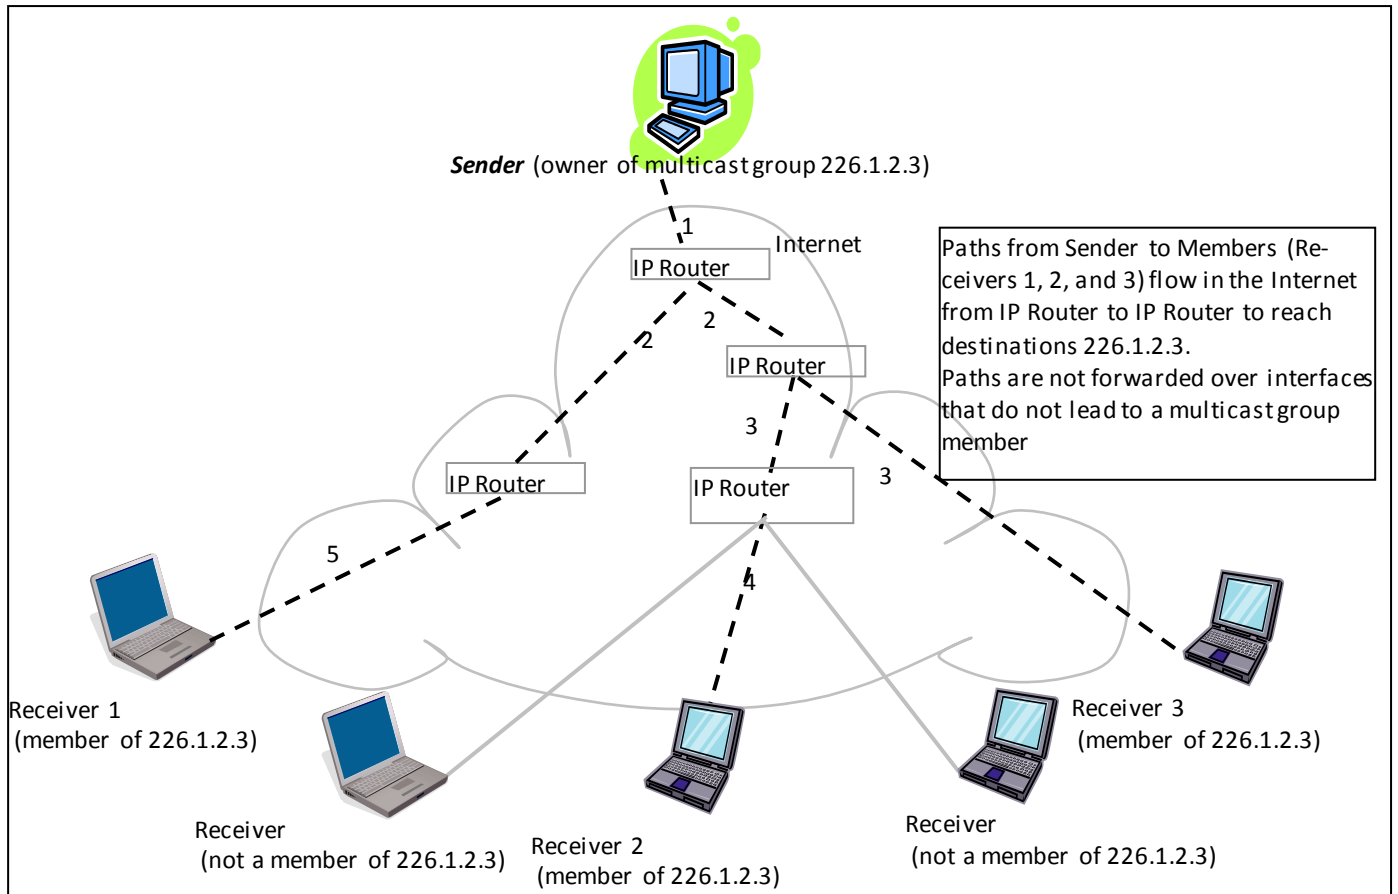 Sender (owner of multicast group 226.1.2.3)
1
Internet
IP Router
Paths from Sender to Members (Re-
ceivers 1, 2, and 3) flow in the Internet
from IP Router to IP Router to reach
destinations 226.1.2.3.
Paths are not forwarded over interfaces
that do not lead to a multicast group
member
2
2
IP Router
3
3
IP Router
IP Router
5
4
Receiver 1
(member of 226.1.2.3)
Receiver 3
(member of 226.1.2.3)
Receiver
(not a member of 226.1.2.3)
Receiver 2
(member of 226.1.2.3)
Receiver
(not a member of 226.1.2.3)